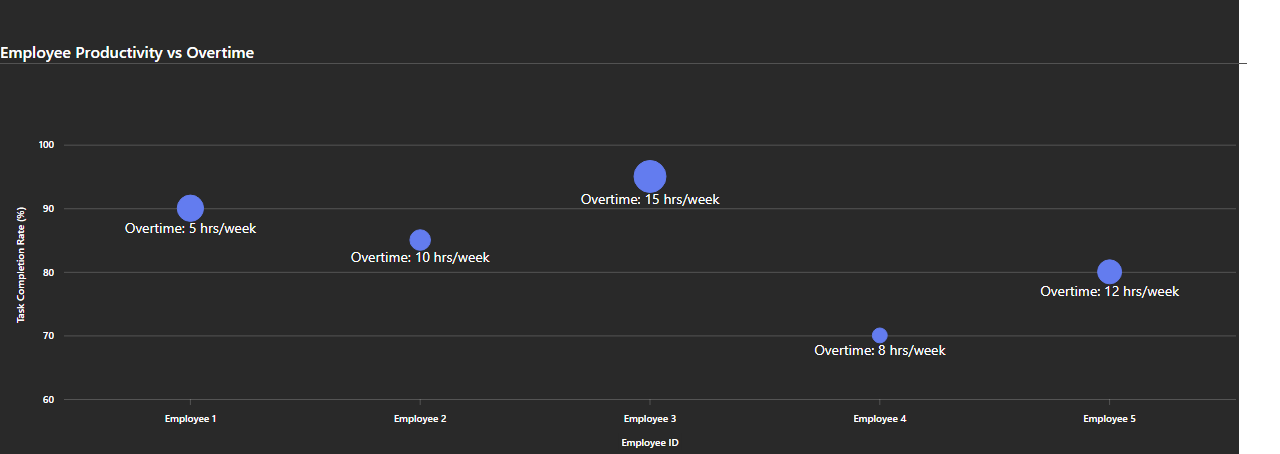 Employee Productivity vs Overtime
Task Completion Rate (%)
100
90
80
70
60
Overtime: 5 hrs/week
Overtime: 10 hrs/week
Overtime: 15 hrs/week
Overtime: 8 hrs/week
Overtime: 12 hrs/week
Employee 1
Employee 2
Employee 3
Employee 4
Employee 5
Employee ID